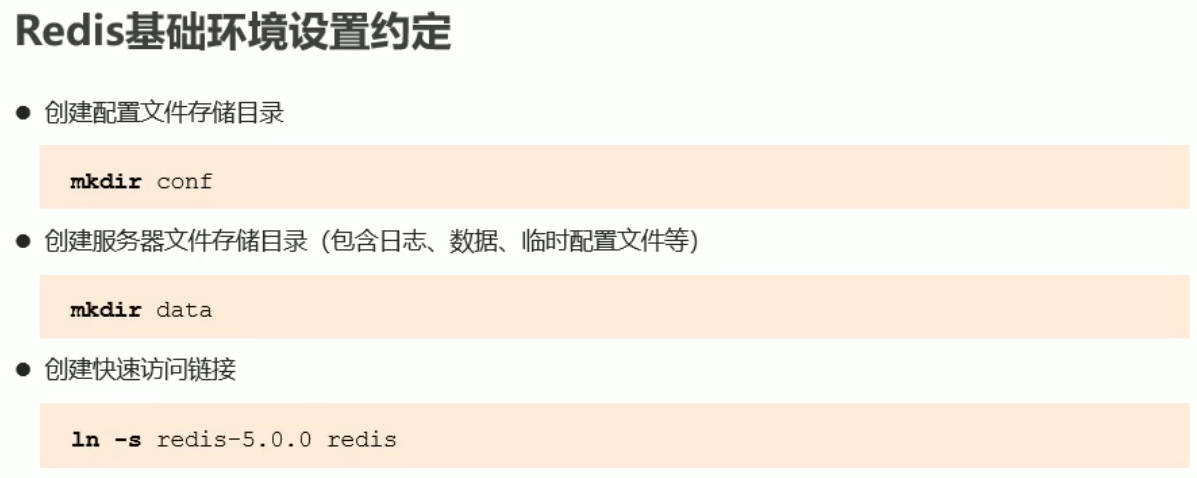 Redis基础环境设置约定
● 创建配置文件存储目录
mkdir conf
● 创建服务器文件存储目录（包含日志、数据、临时配置文件等）
mkdir data
● 创建快速访问链接
ln -s redis-5.0.0 redis